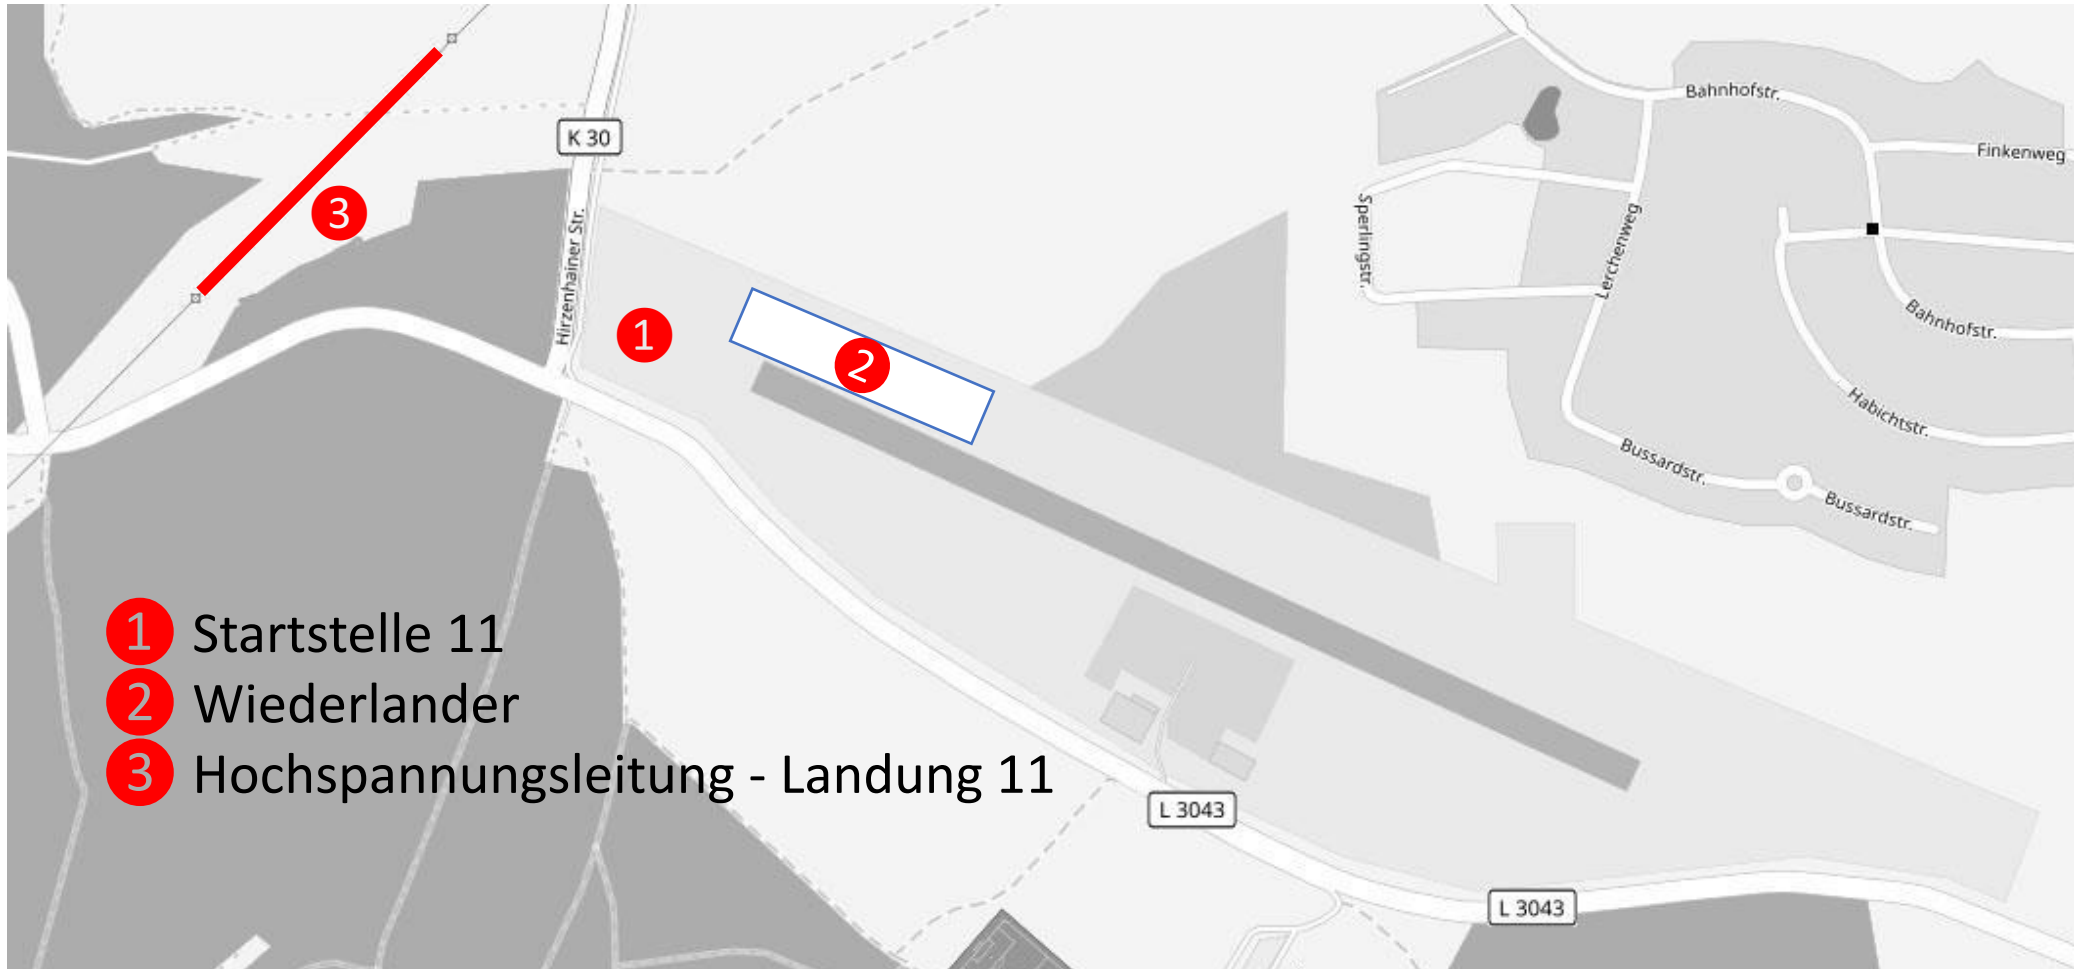 Bahnhofstr.
K 30
Finkenweg
3
Sperlingstr.
Lerchenweg
Hirzenhainer Str.
1
2
Bahnhofstr.
Habichtstr.
Bussardstr.
Bussardstr.
1 Startstelle 11
2 Wiederlander
3 Hochspannungsleitung - Landung 11
L 3043
L 3043